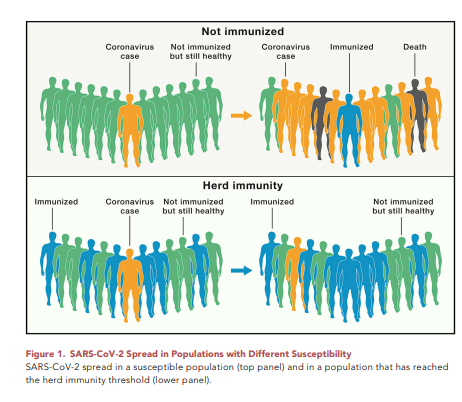 Not immunized
Coronavirus case
Not immunized but still healthy
Coronavirus case
Immunized
Death
Herd immunity
Immunized
Coronavirus case
Not immunized but still healthy
Immunized
Not immunized but still healthy
Figure 1. SARS-CoV-2 Spread in Populations with Different Susceptibility
SARS-CoV-2 spread in a susceptible population (top panel) and in a population that has reached
the herd immunity threshold (lower panel).